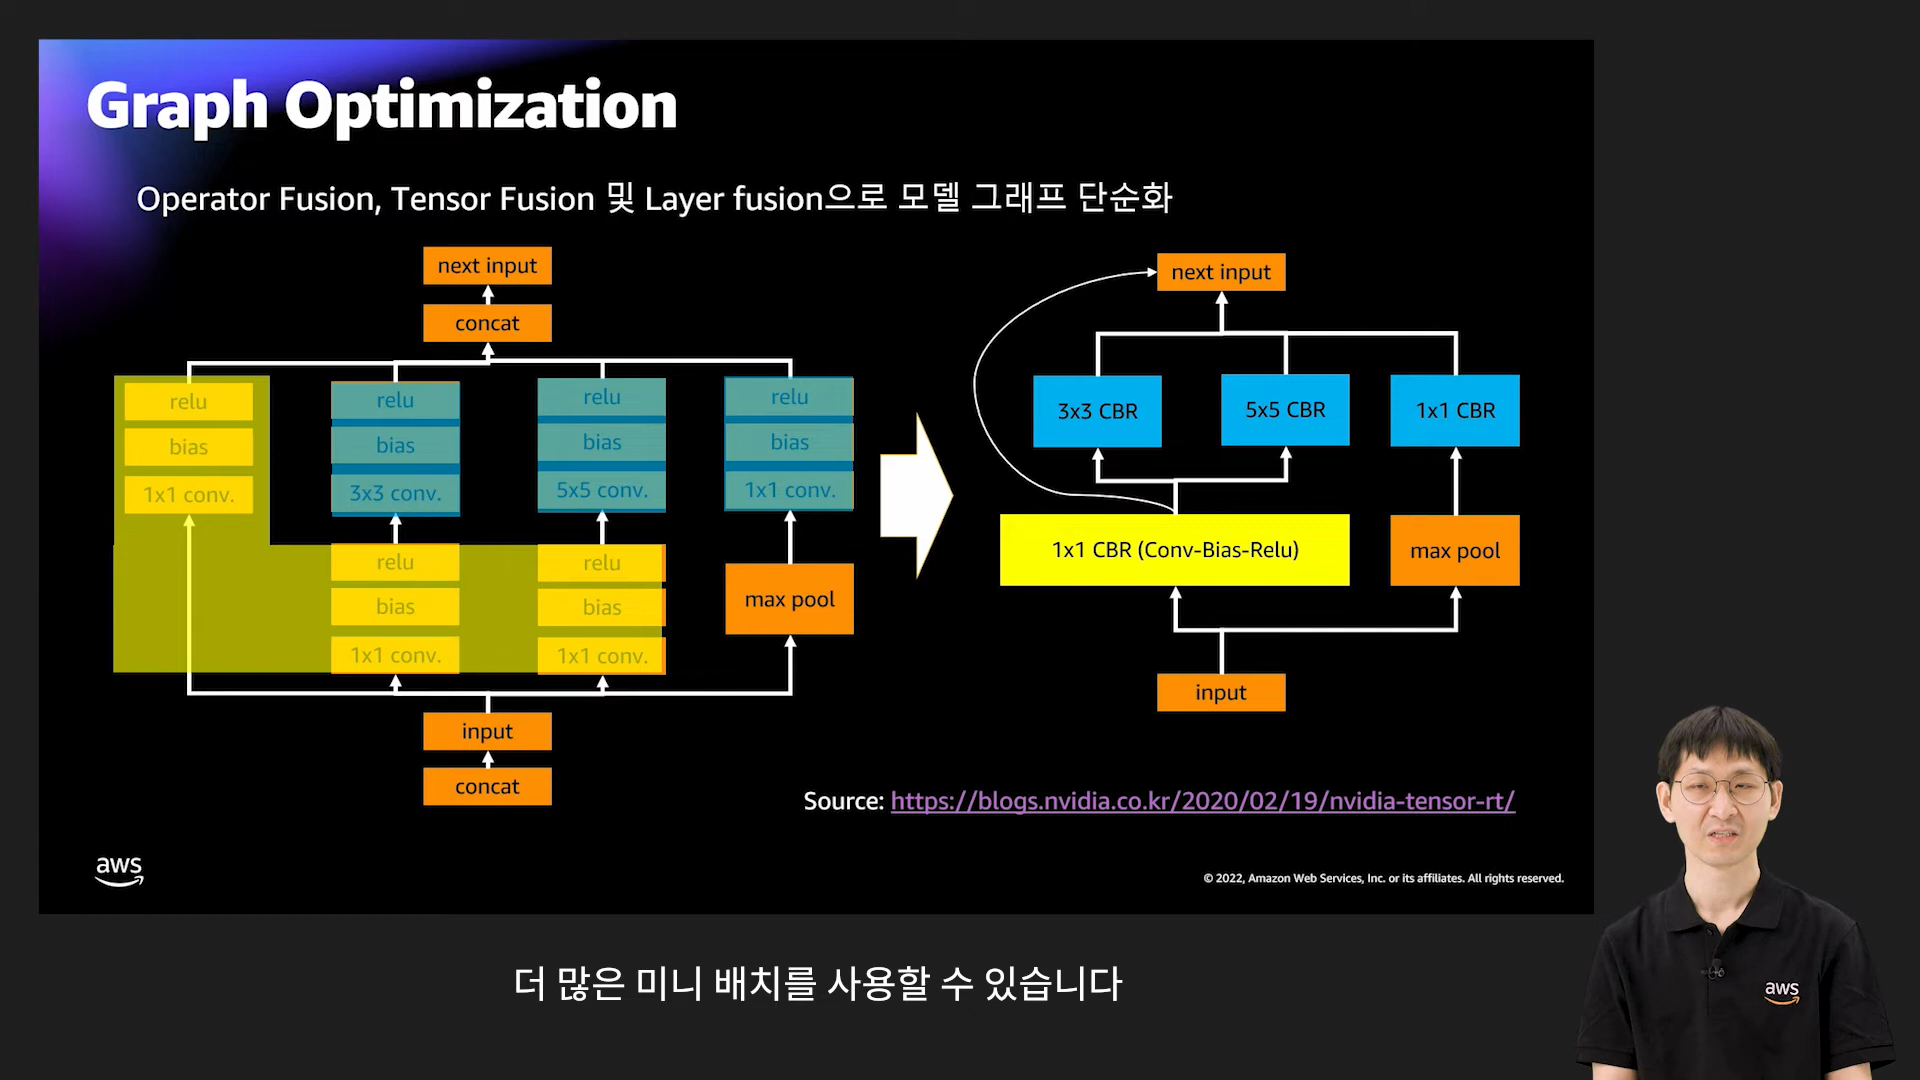 Graph Optimization
Operator Fusion, Tensor Fusion 및 Layer fusion으로 모델 그래프 단순화
next input
concat
relu
bias
1x1 conv.
relu
bias
3x3 conv.
relu
bias
5x5 conv.
relu
bias
1x1 conv.
relu
bias
1x1 conv.
relu
bias
1x1 conv.
max pool
input
concat
next input
3x3 CBR
5x5 CBR
1x1 CBR
1x1 CBR (Conv-Bias-Relu)
max pool
input
Source: https://blogs.nvidia.co.kr/2020/02/19/nvidia-tensor-rt/
aws
© 2022, Amazon Web Services, Inc. or its affiliates. All rights reserved.
aws
더 많은 미니 배치를 사용할 수 있습니다